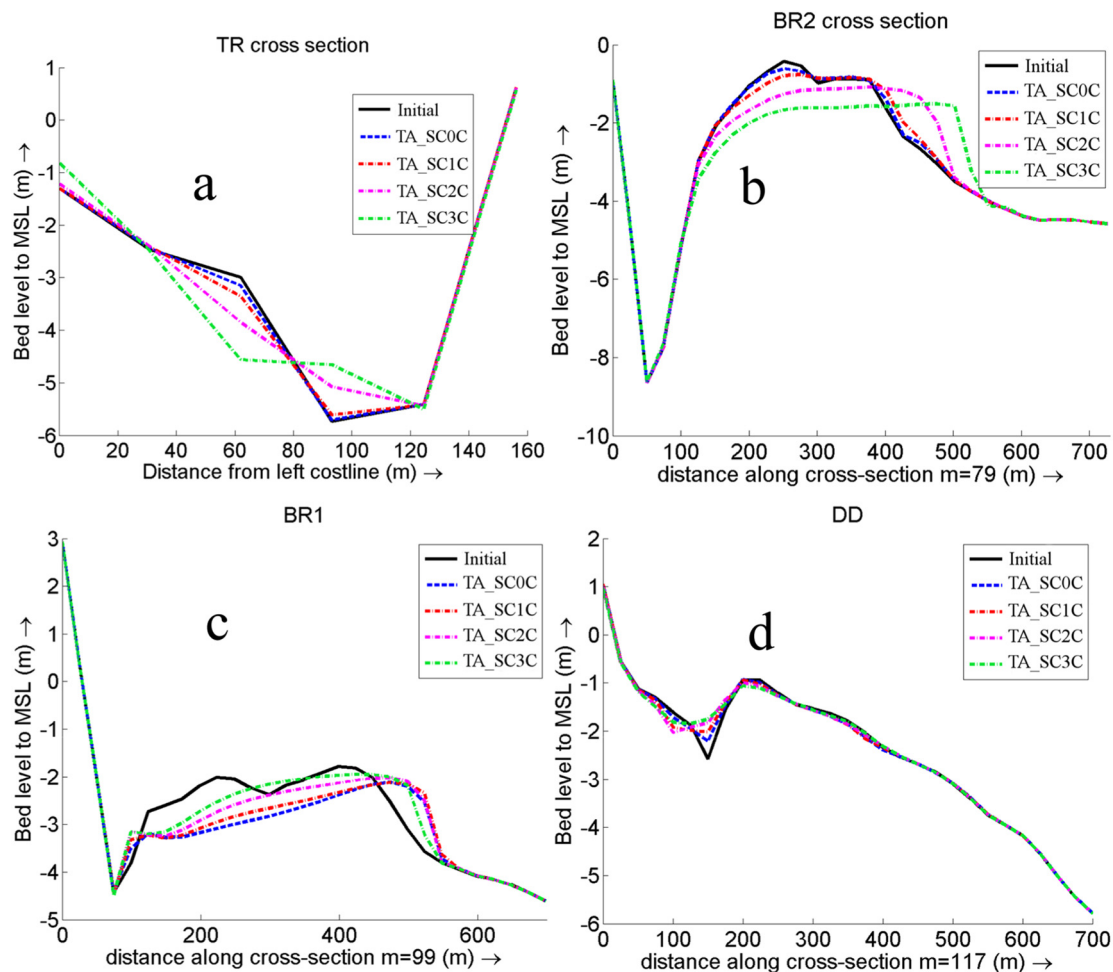 TR cross section
Bed level to MSL (m) →
1
0
-1
-2
-3
-4
-5
-6
0 20 40 60 80 100 120 140 160
Distance from left costline (m) →
Initial
TA_SC0C
TA_SC1C
TA_SC2C
TA_SC3C
a
BR2 cross section
Bed level to MSL (m) →
0
-2
-4
-6
-8
-10
0 100 200 300 400 500 600 700
distance along cross-section m=79 (m) →
Initial
TA_SC0C
TA_SC1C
TA_SC2C
TA_SC3C
b
BR1
Bed level to MSL (m) →
3
2
1
0
-1
-2
-3
-4
-5
0 200 400 600
distance along cross-section m=99 (m) →
Initial
TA_SC0C
TA_SC1C
TA_SC2C
TA_SC3C
c
DD
Bed level to MSL (m) →
2
1
0
-1
-2
-3
-4
-5
-6
0 100 200 300 400 500 600 700
distance along cross-section m=117 (m) →
Initial
TA_SC0C
TA_SC1C
TA_SC2C
TA_SC3C
d